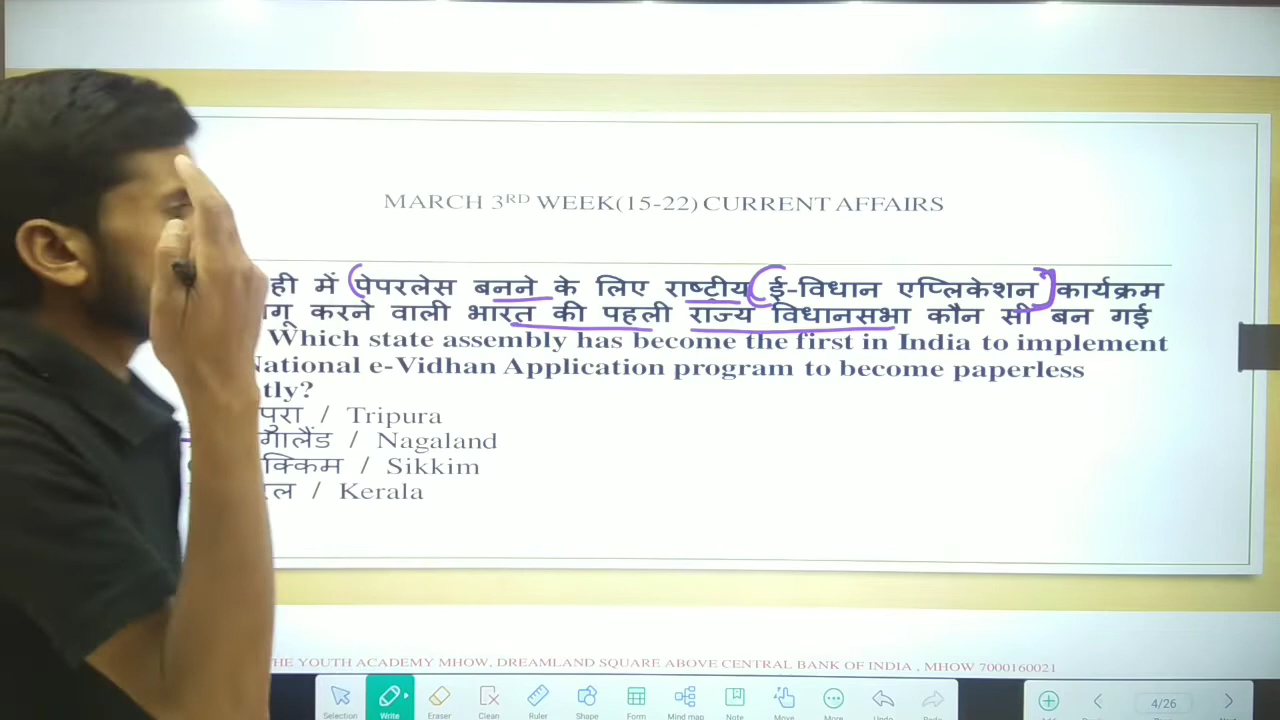 MARCH 3RD WEEK(15-22) CURRENT AFFAIRS
ही में पेपरलेस बनने के लिए राष्ट्रीय ई-विधान एप्लिकेशन कार्यक्रम
करने वाली भारत की पहली राज्य विधानसभा कौन सी बन गई
Which state assembly has become the first in India to implement
National e-Vidhan Application program to become paperless
tly?
पुरा / Tripura
गालैंड / Nagaland
क्किम / Sikkim
रल / Kerala
THE YOUTH ACADEMY MHOW, DREAMLAND SQUARE ABOVE CENTRAL BANK OF INDIA , MHOW 7000160021
Selection Write Eraser Clean Ruler Shape Form Mind map Note Move More Undo Redo 4/26